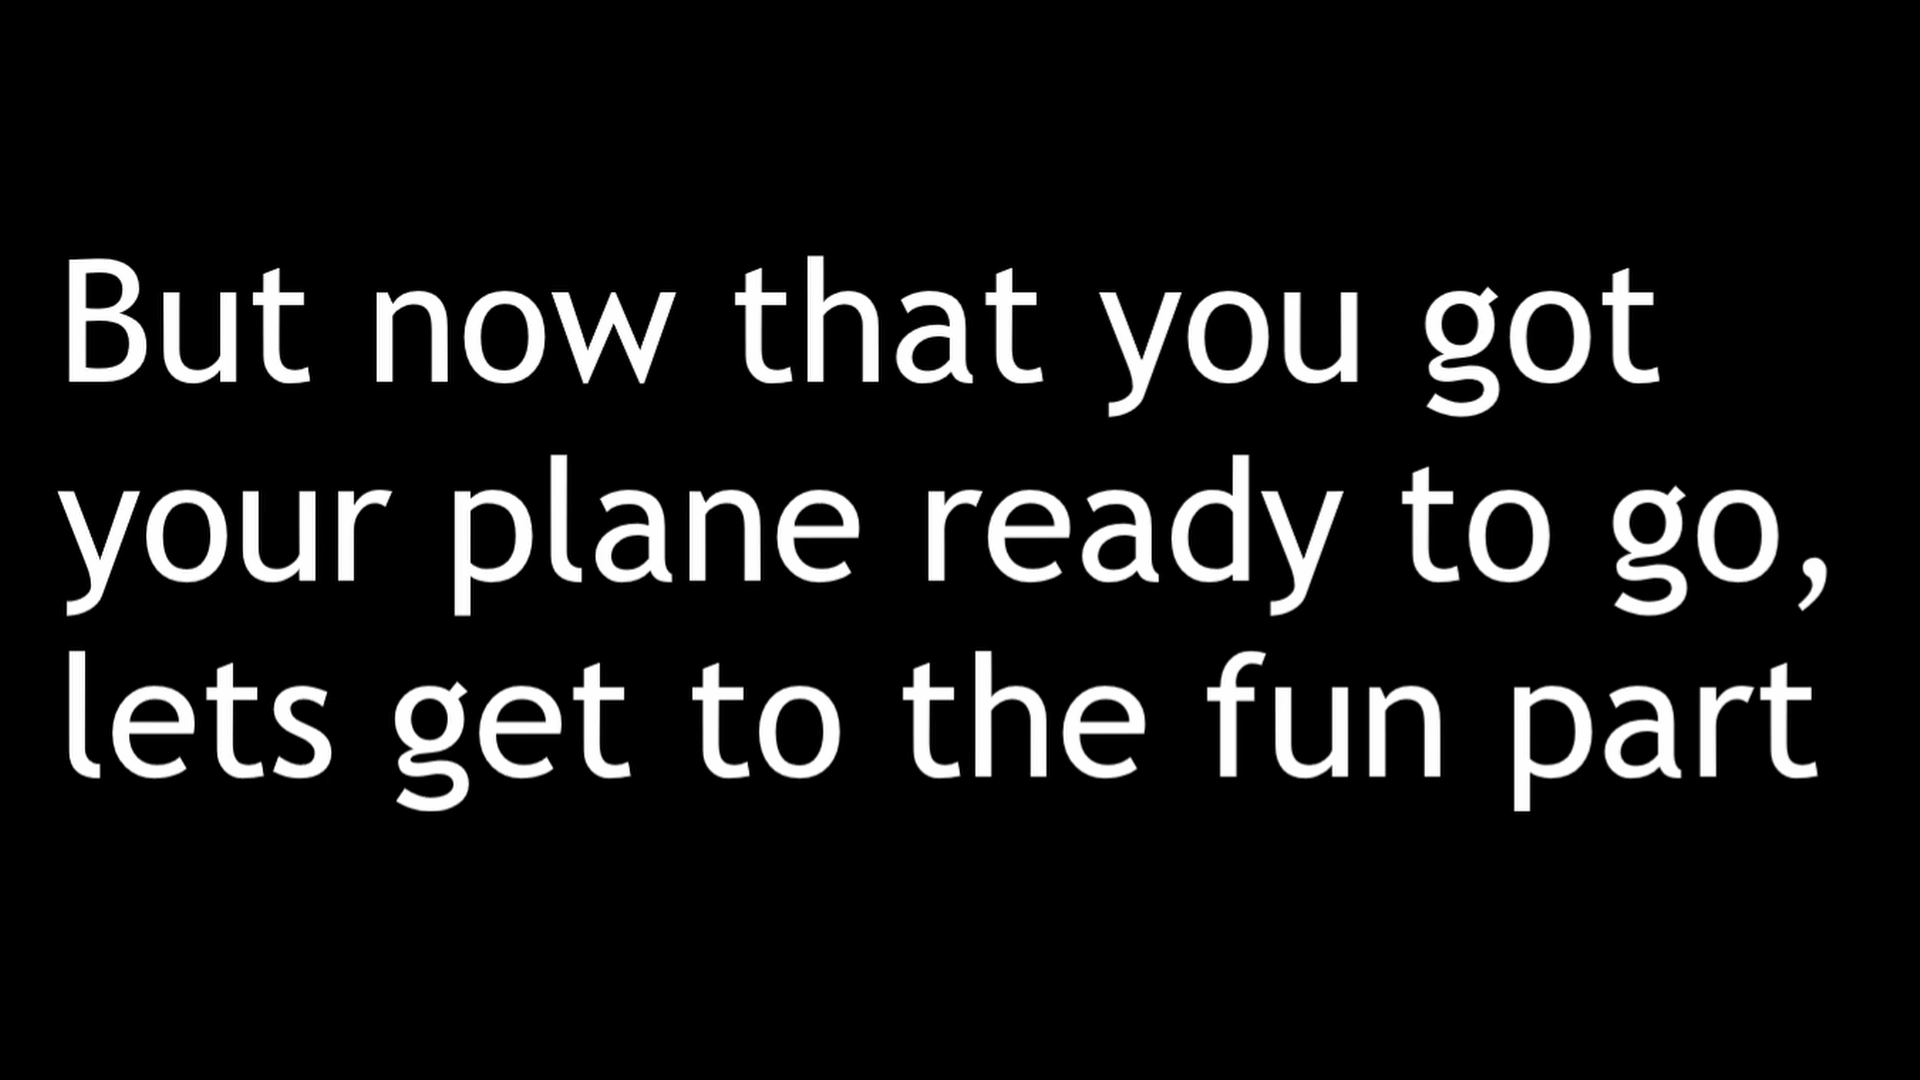 But now that you got
your plane ready to go,
lets get to the fun part